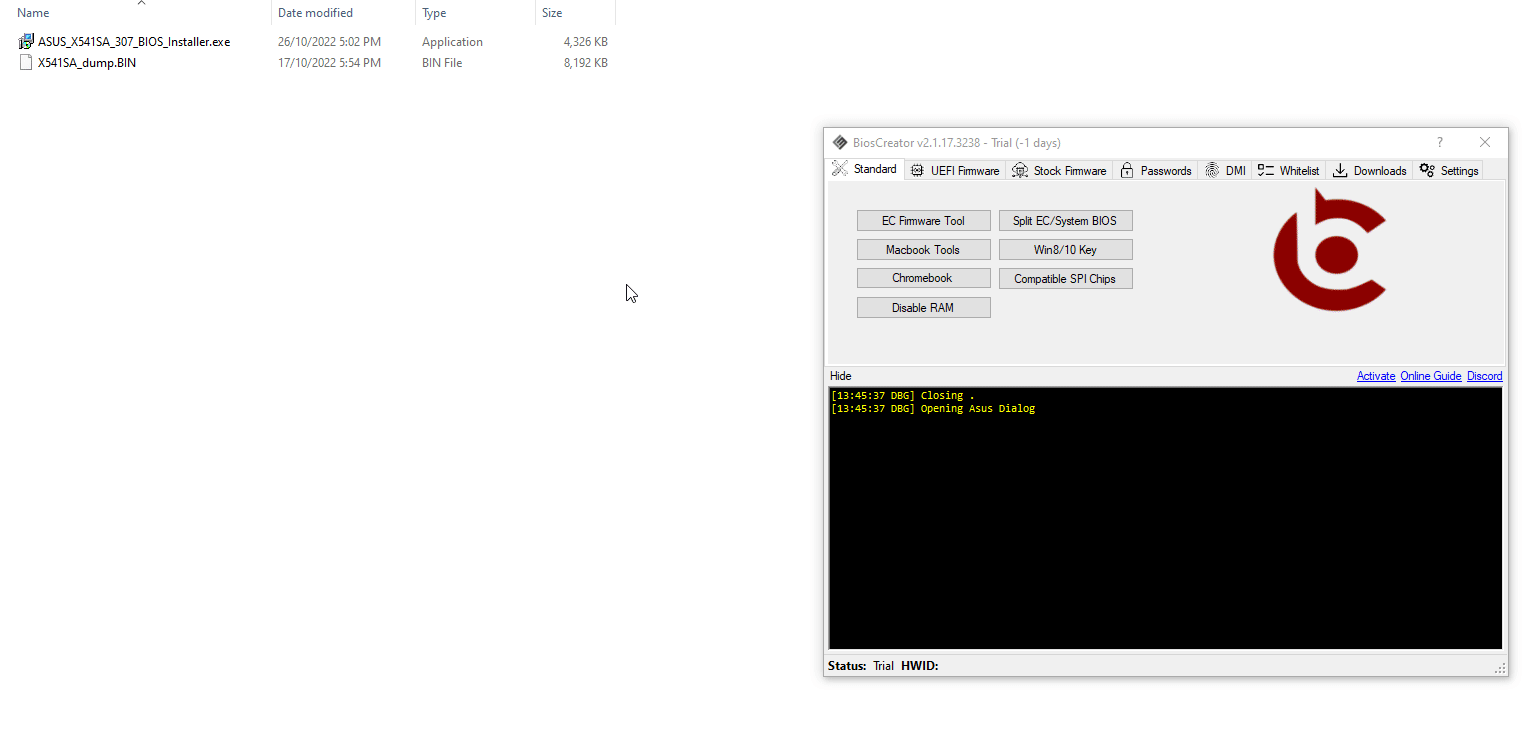 Name Date modified Type Size
ASUS_X541SA_307_BIOS_Installer.exe 26/10/2022 5:02 PM Application 4,326 KB
X541SA_dump.BIN 17/10/2022 5:54 PM BIN File 8,192 KB
BiosCreator v2.1.17.3238 - Trial (-1 days) ?
Standard UEFI Firmware Stock Firmware Passwords DMI Whitelist Downloads Settings
EC Firmware Tool Split EC/System BIOS
Macbook Tools Win8/10 Key
Chromebook Compatible SPI Chips
Disable RAM
Hide Activate Online Guide Discord
[13:45:37 DBG] Closing .
[13:45:37 DBG] Opening Asus Dialog
Status: Trial HWID: